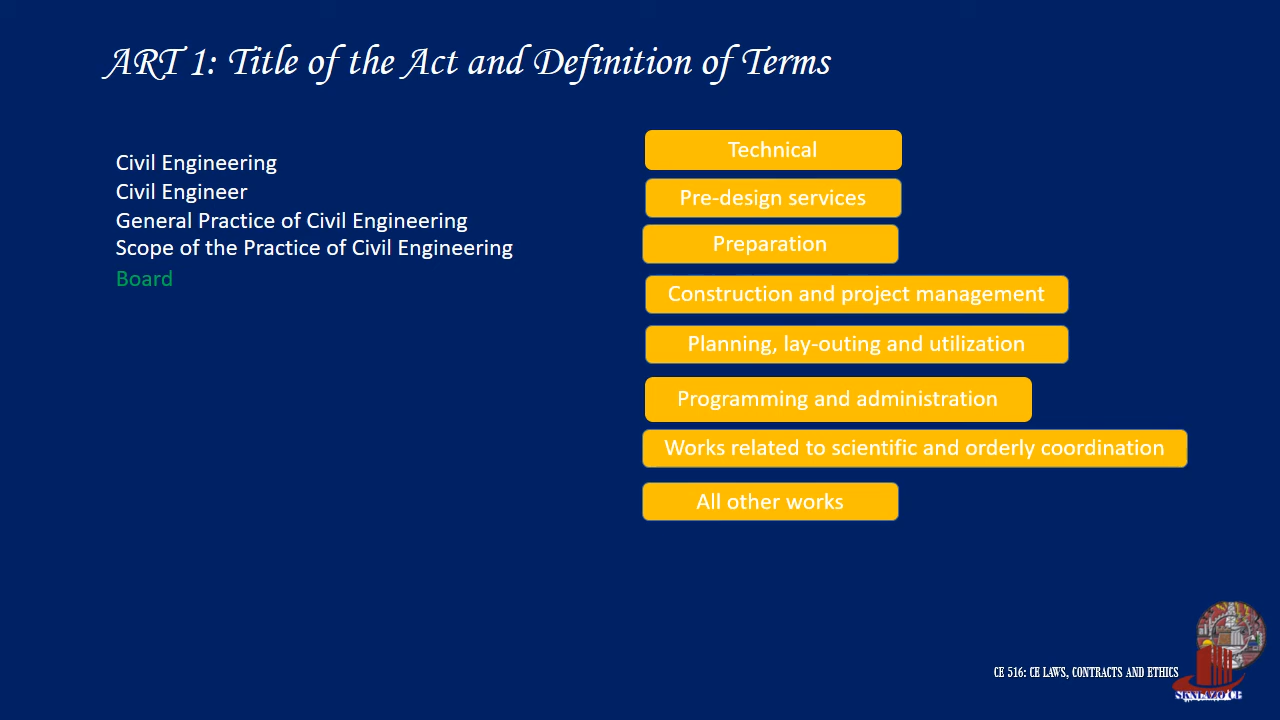 ART 1: Title of the Act and Definition of Terms
Civil Engineering
Civil Engineer
General Practice of Civil Engineering
Scope of the Practice of Civil Engineering
Board
Technical
Pre-design services
Preparation
Construction and project management
Planning, lay-outing and utilization
Programming and administration
Works related to scientific and orderly coordination
All other works
CE 516: CE LAWS, CONTRACTS AND ETHICS